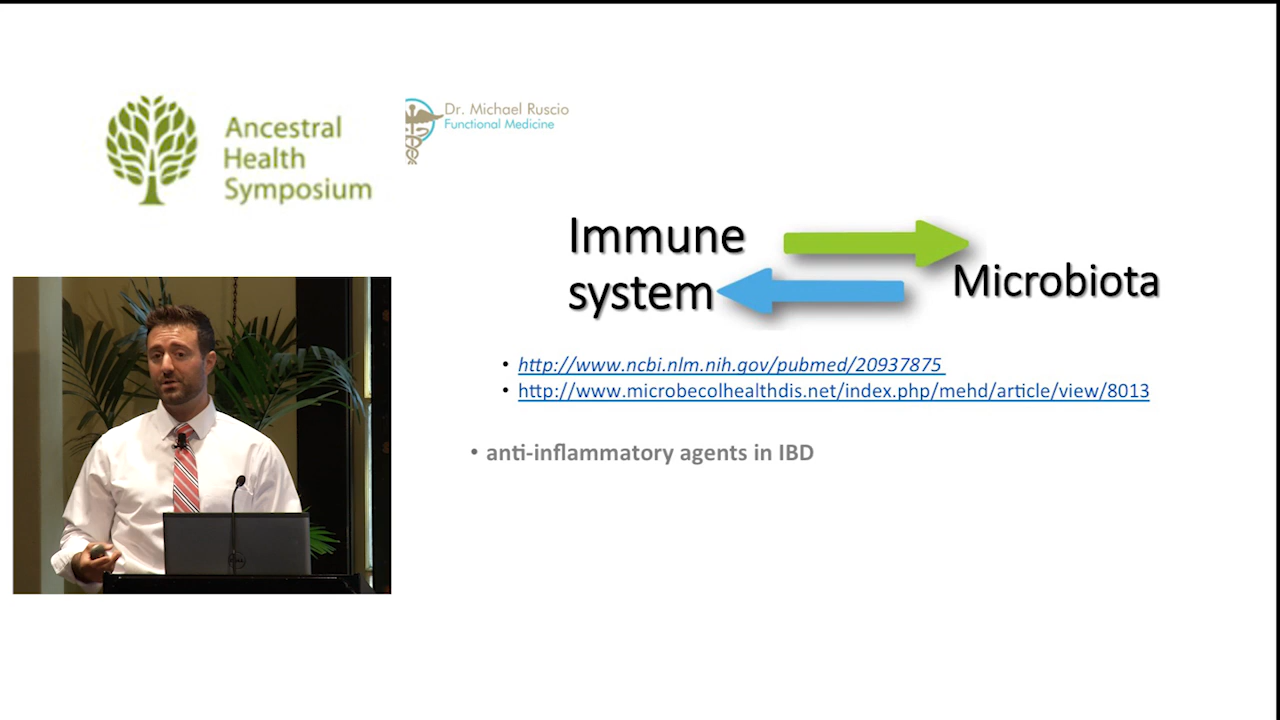 Ancestral
Health
Symposium
Dr. Michael Ruscio
Functional Medicine
Immune
system
Microbiota
• http://www.ncbi.nlm.nih.gov/pubmed/20937875
• http://www.microbecolhealthdis.net/index.php/mehd/article/view/8013
• anti-inflammatory agents in IBD